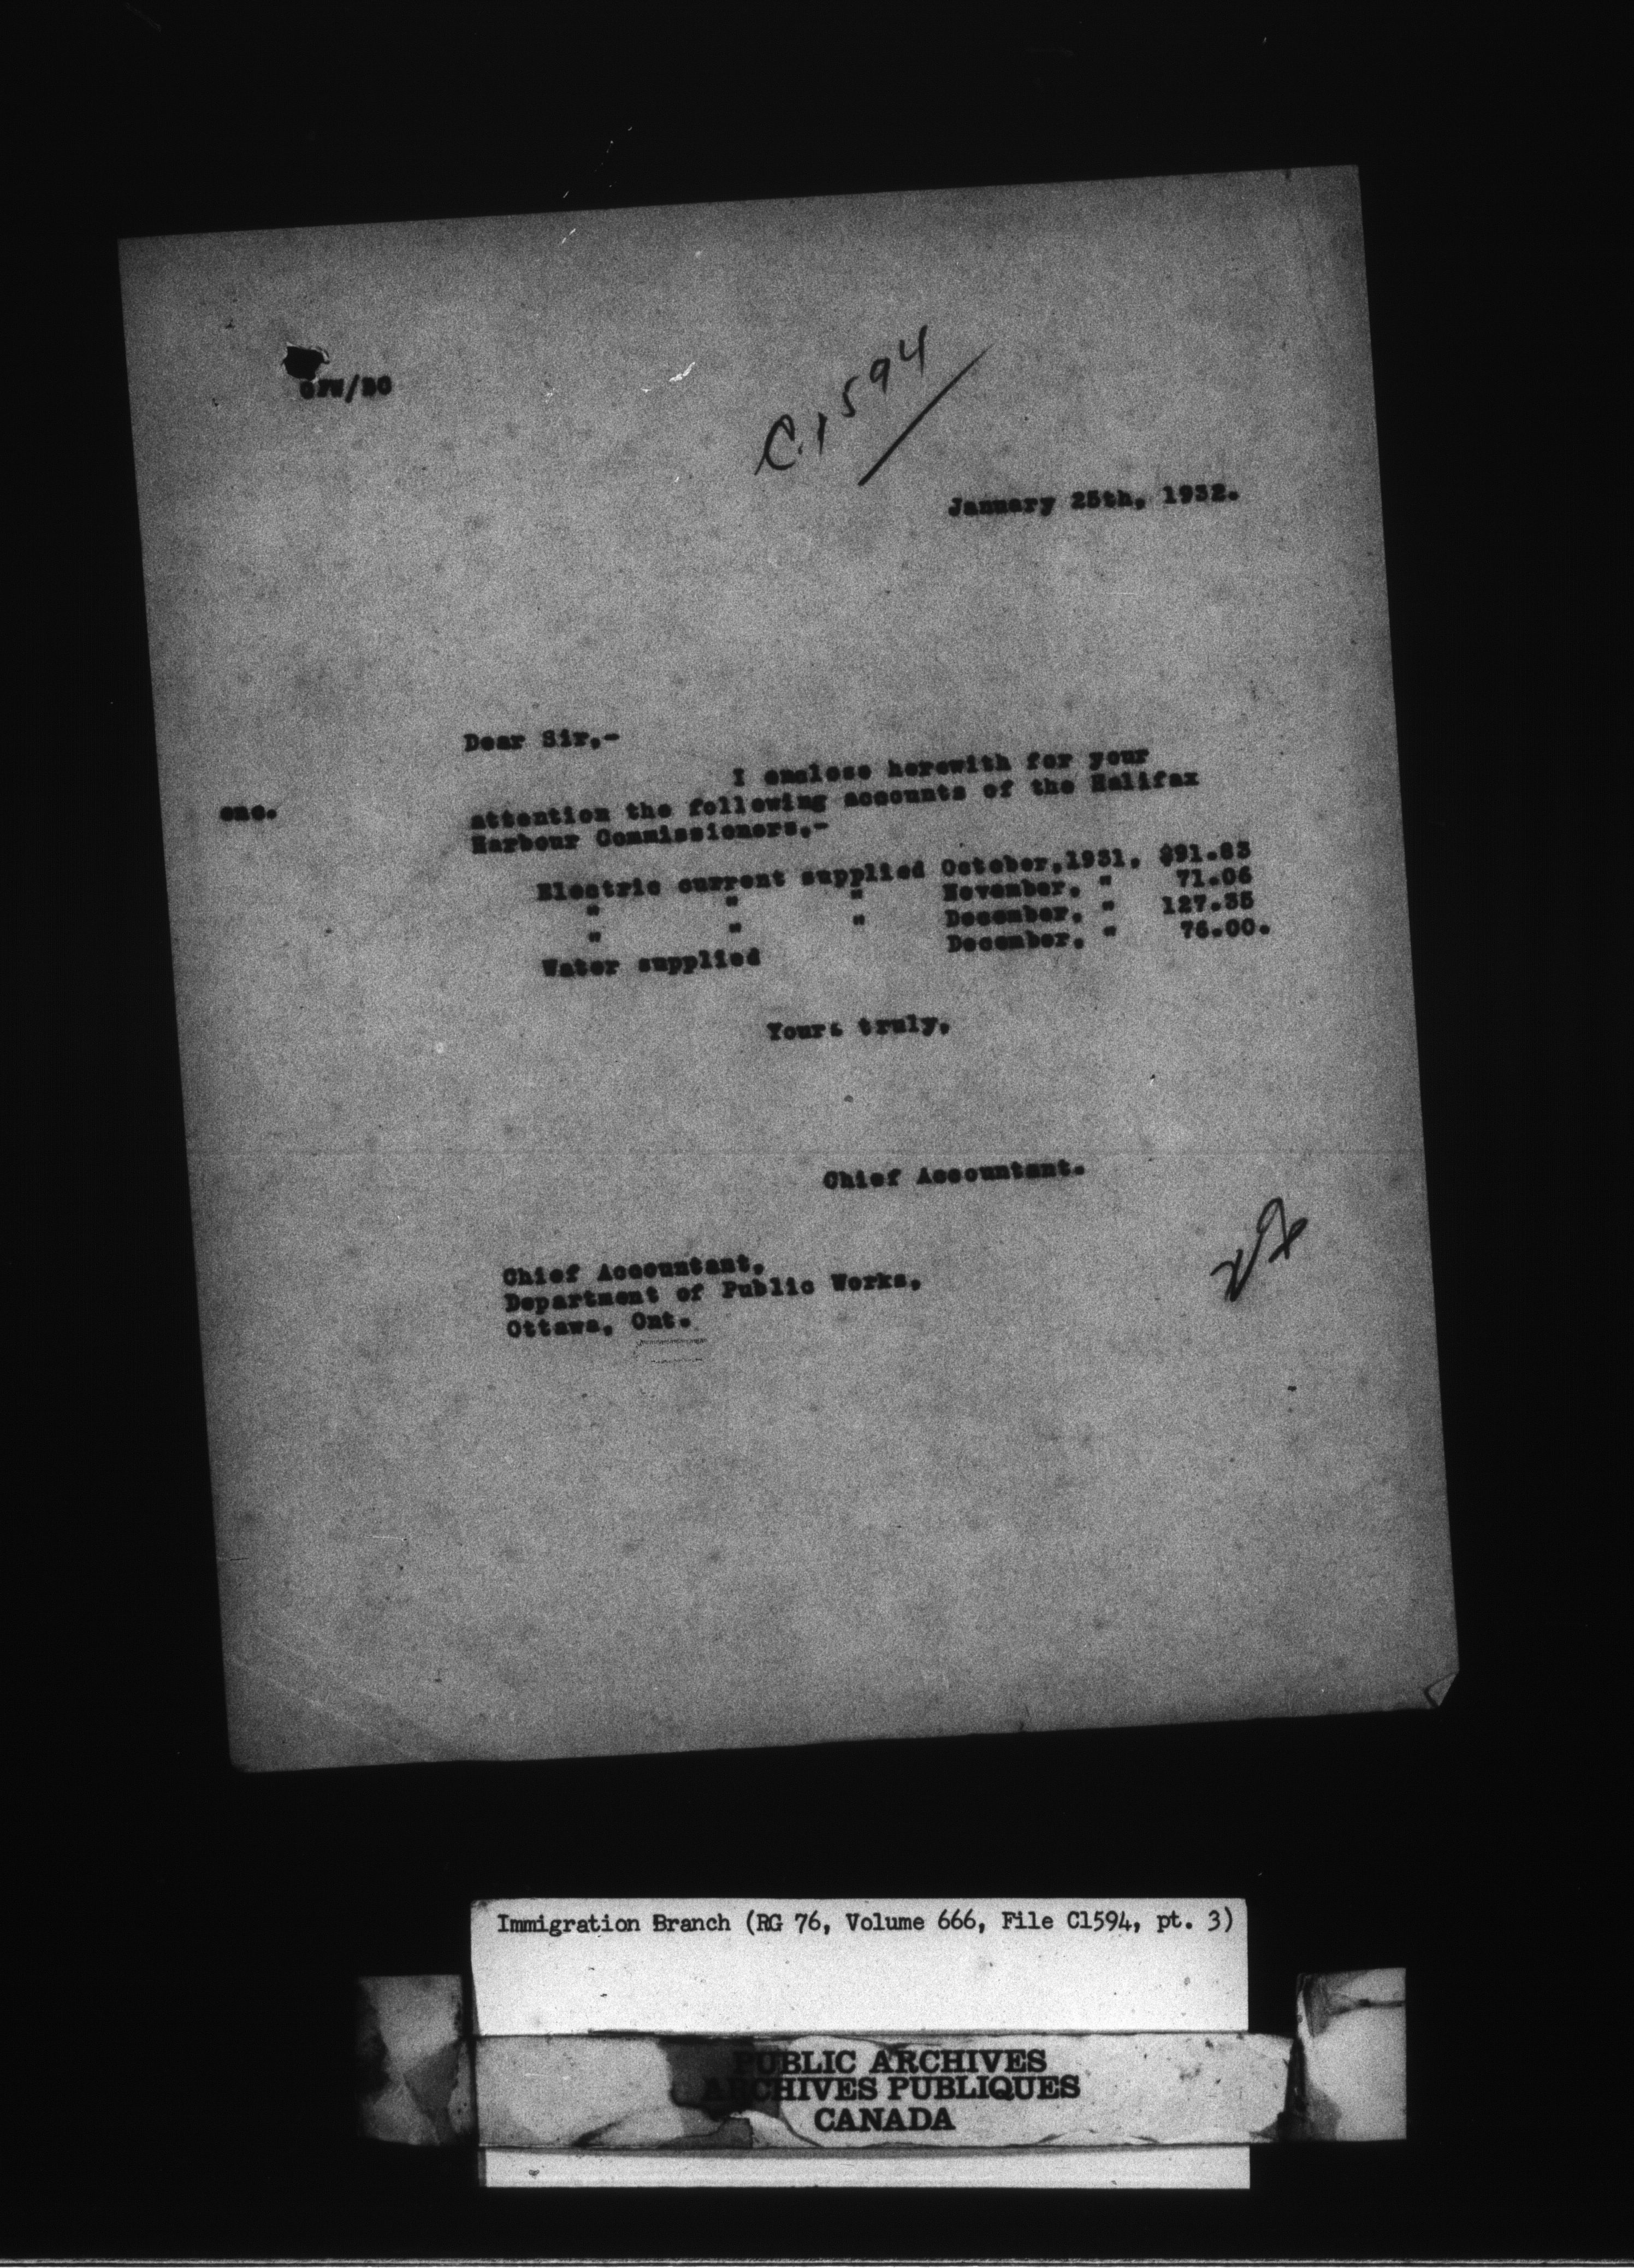 C.1594
January 25th, 1932.
Dear Sir,-
I enclose herewith for your
enc.
attention the following accounts of the Halifax
Harbour Commissioners,-
Electric current supplied October,1931, $91.83
" " " November, " 71.06
" " " December, " 127.35
Water supplied December, " 76.00.
Yours truly,
Chief Accountant.
Chief Accountant,
Department of Public Works,
Ottawa, Ont.
Immigration Branch (RG 76, Volume 666, File C1594, pt. 3)
PUBLIC ARCHIVES
ARCHIVES PUBLIQUES
CANADA